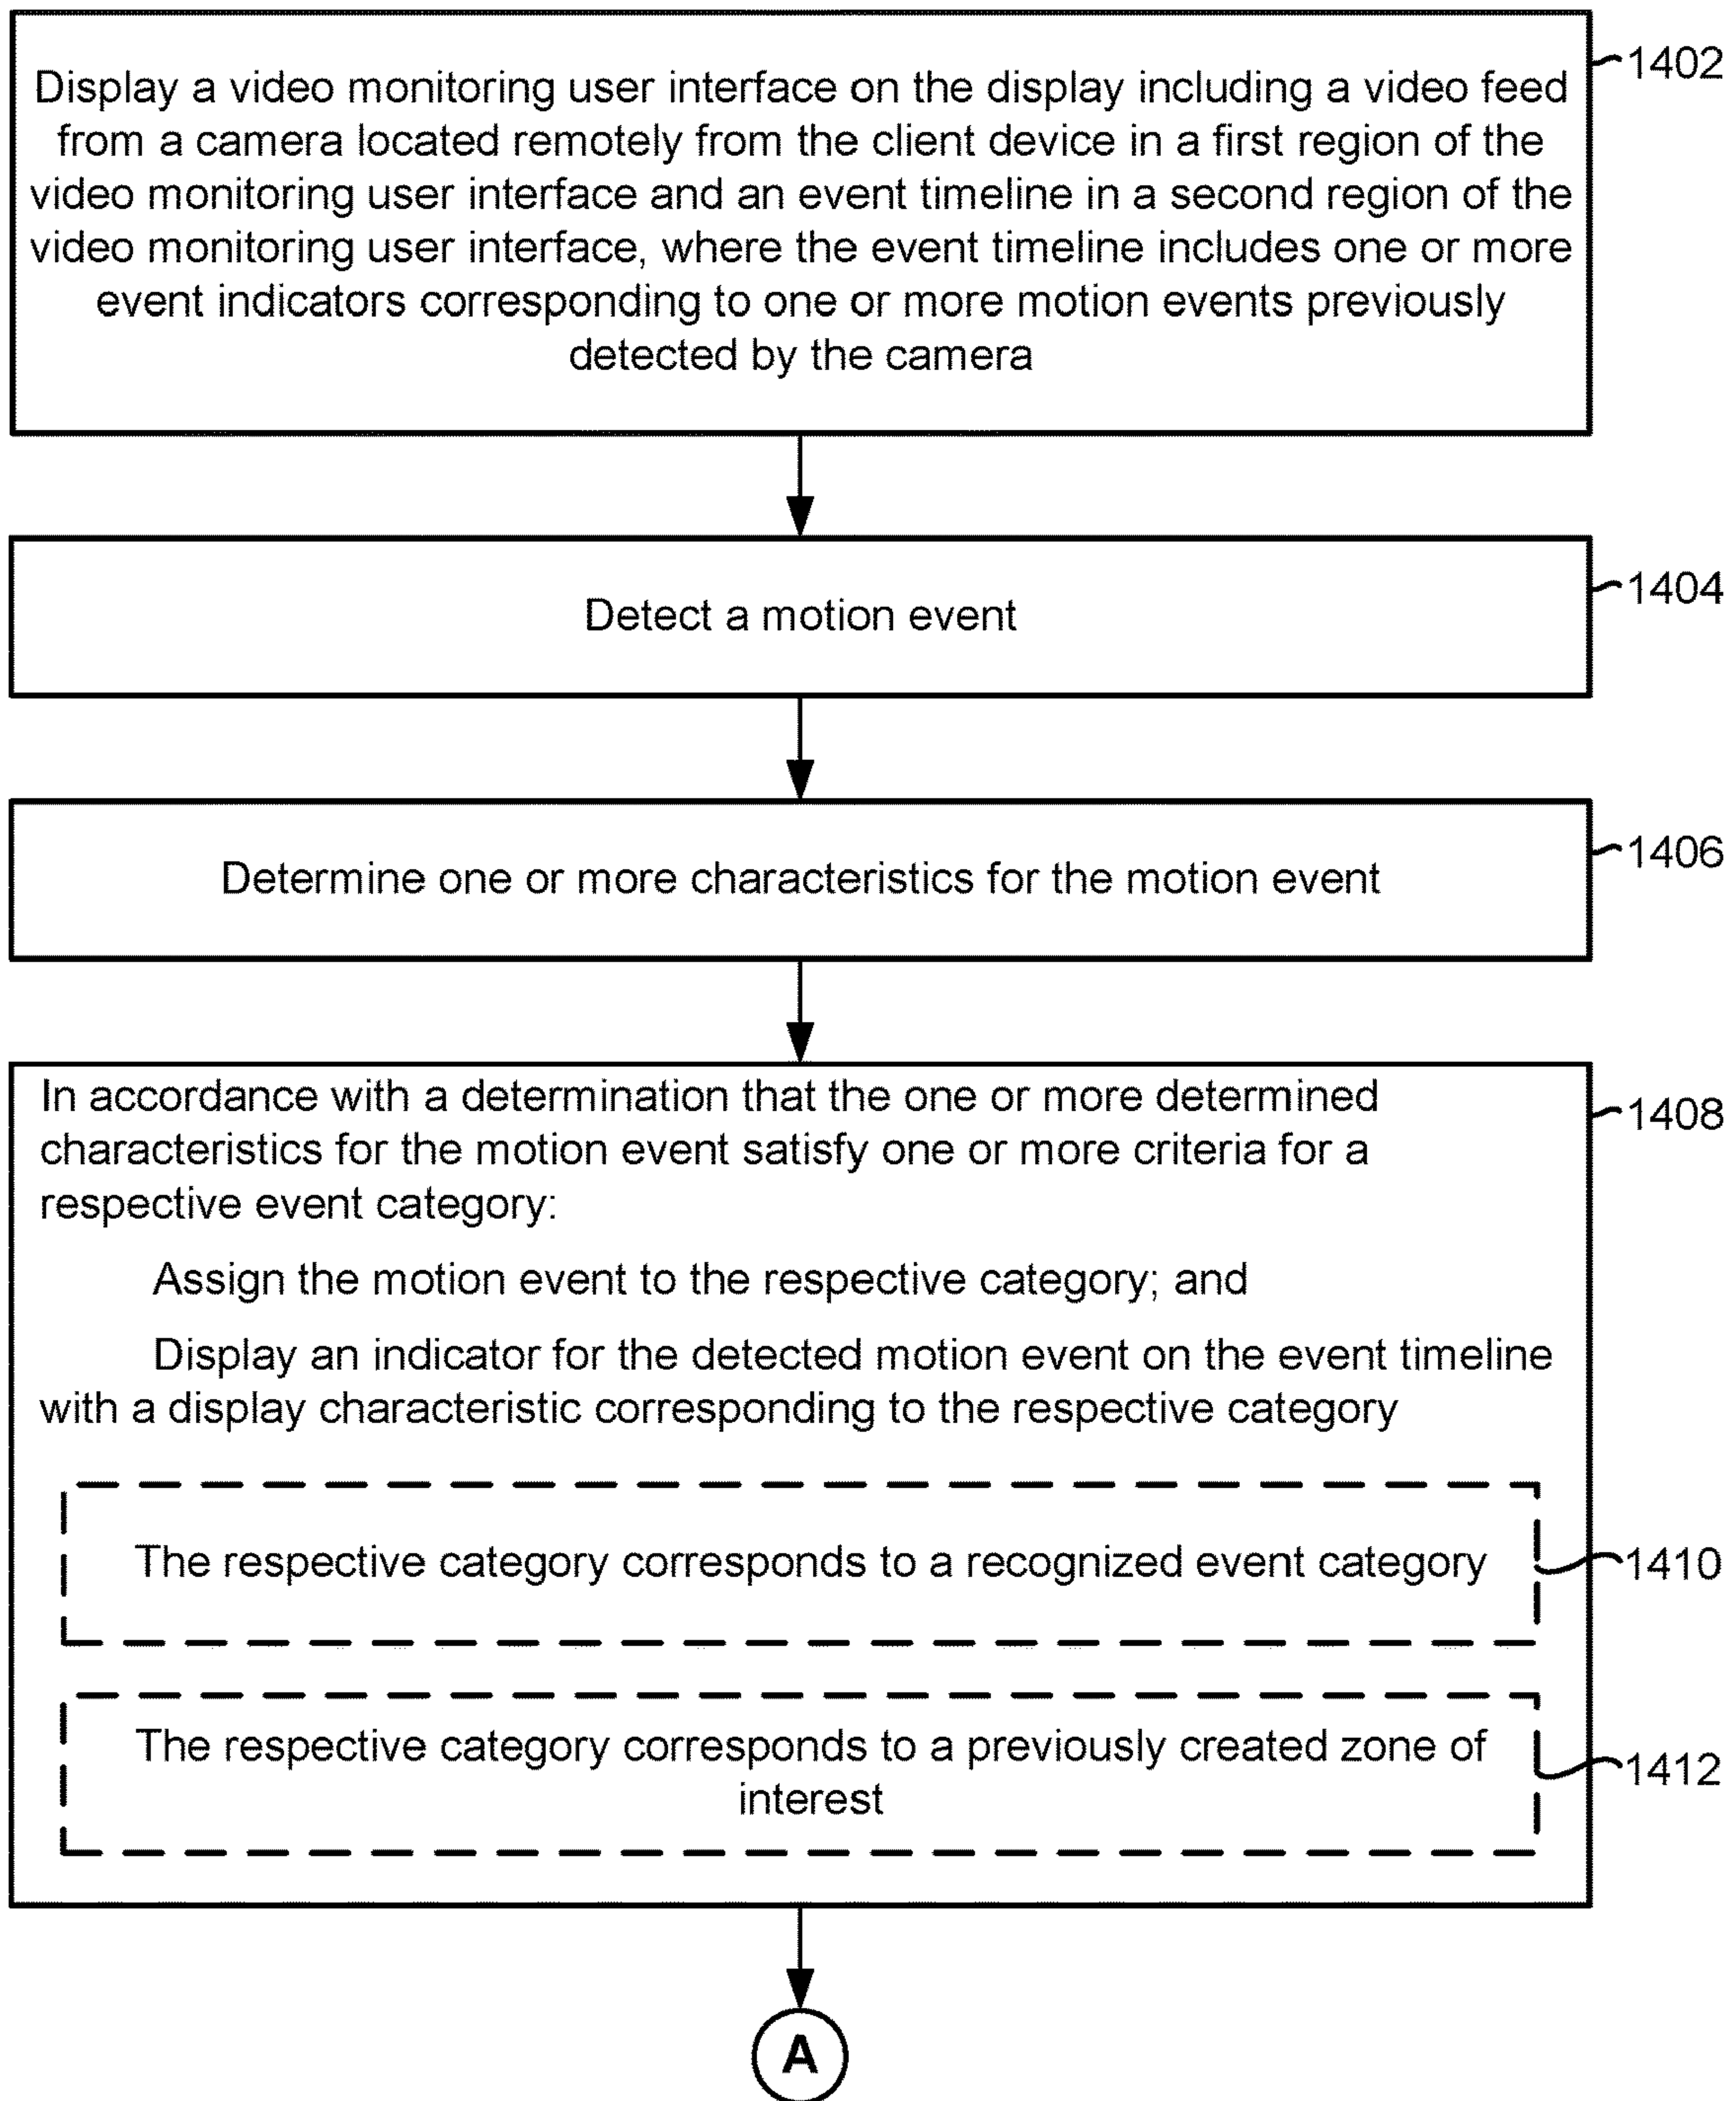 Display a video monitoring user interface on the display including a video feed
from a camera located remotely from the client device in a first region of the
video monitoring user interface and an event timeline in a second region of the
video monitoring user interface, where the event timeline includes one or more
event indicators corresponding to one or more motion events previously
detected by the camera
1402
Detect a motion event
1404
Determine one or more characteristics for the motion event
1406
In accordance with a determination that the one or more determined
characteristics for the motion event satisfy one or more criteria for a
respective event category:
Assign the motion event to the respective category; and
Display an indicator for the detected motion event on the event timeline
with a display characteristic corresponding to the respective category
1408
The respective category corresponds to a recognized event category
1410
The respective category corresponds to a previously created zone of
interest
1412
A